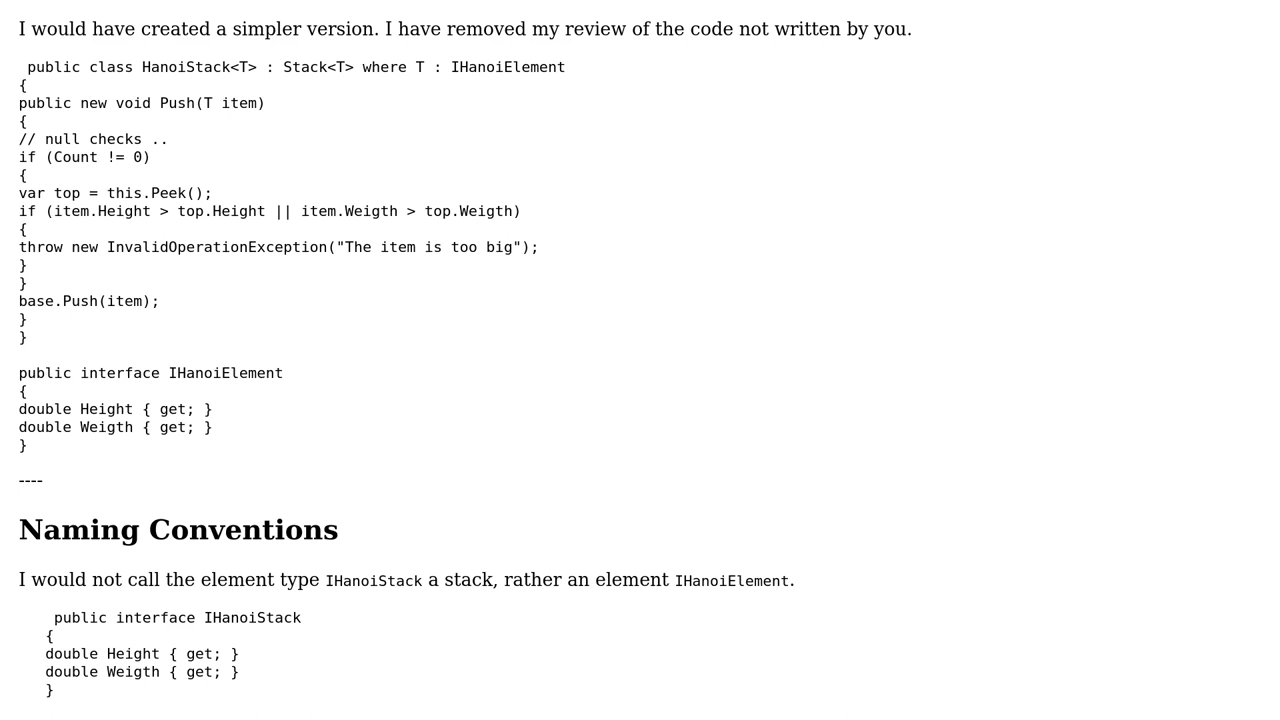 I would have created a simpler version. I have removed my review of the code not written by you.
public class HanoiStack<T> : Stack<T> where T : IHanoiElement
{
public new void Push(T item)
{
// null checks ..
if (Count != 0)
{
var top = this.Peek();
if (item.Height > top.Height || item.Weigth > top.Weigth)
{
throw new InvalidOperationException("The item is too big");
}
}
base.Push(item);
}
}
public interface IHanoiElement
{
double Height { get; }
double Weigth { get; }
}
----
Naming Conventions
I would not call the element type IHanoiStack a stack, rather an element IHanoiElement.
public interface IHanoiStack
{
double Height { get; }
double Weigth { get; }
}